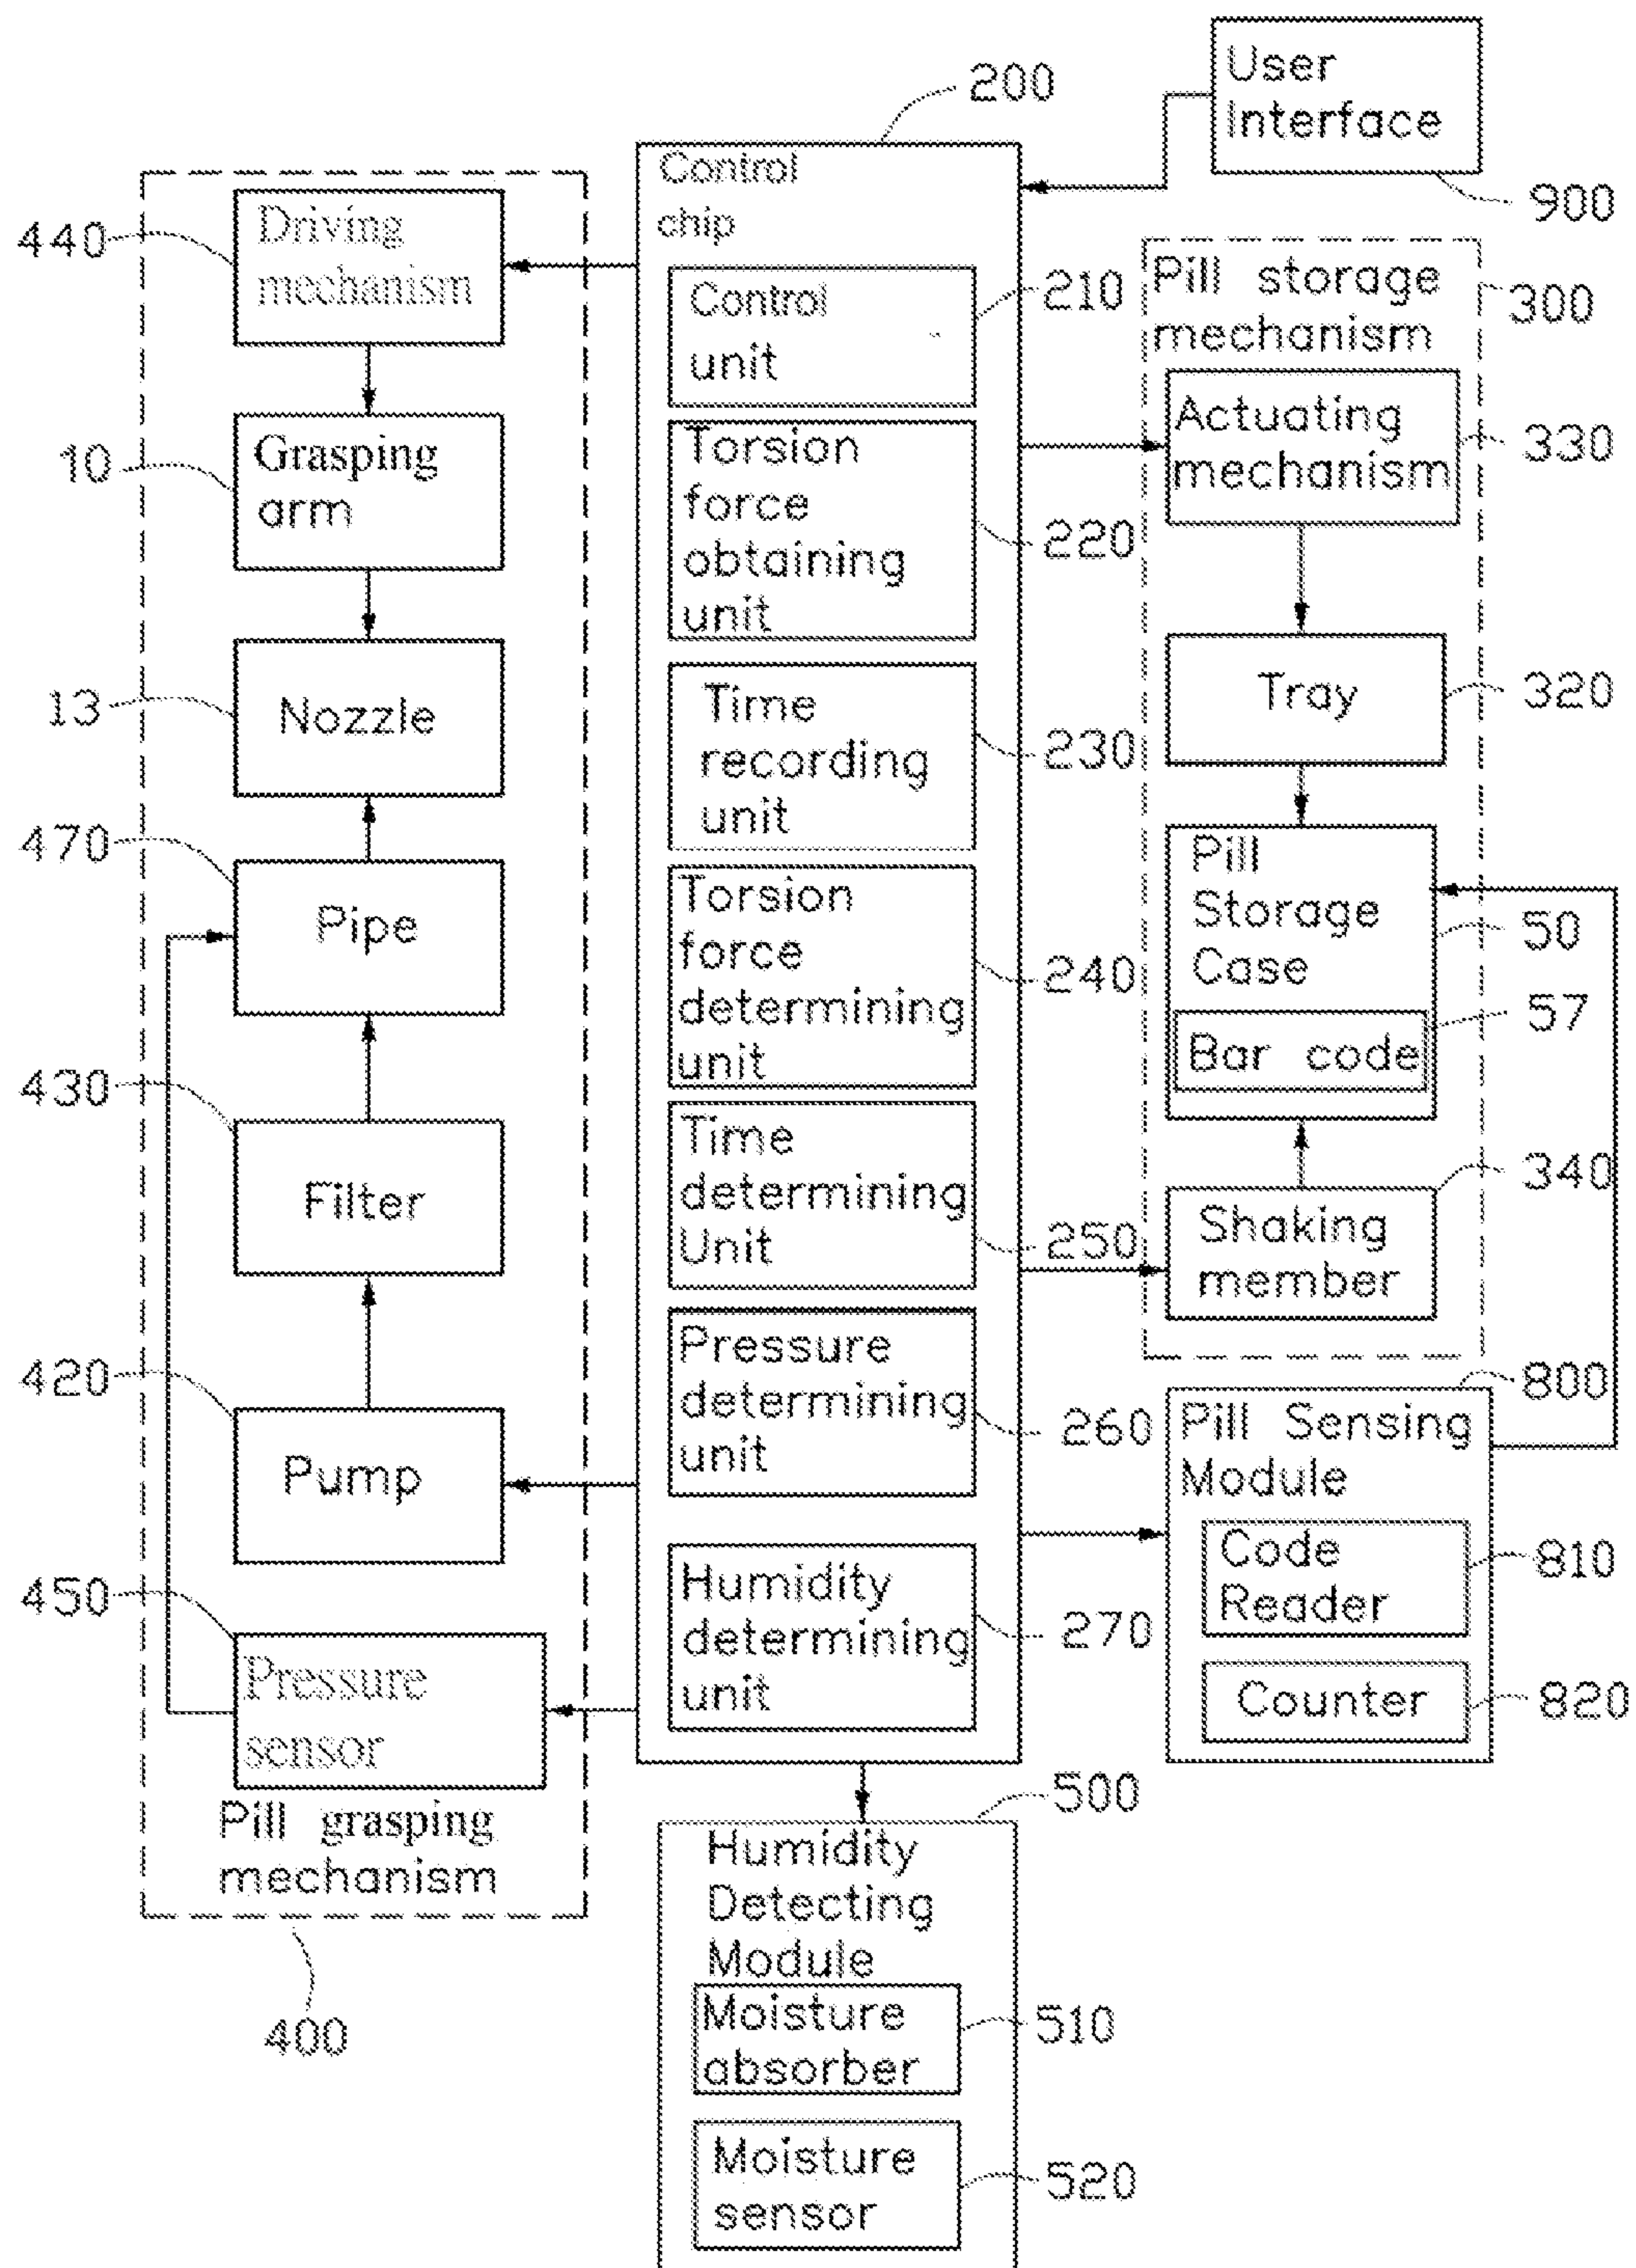 User
Interface
900
200
Control
chip
Control
unit
210
Torsion
force
obtaining
unit
220
Time
recording
unit
230
Torsion
force
determining
unit
240
Time
determining
Unit
250
Pressure
determining
unit
260
Humidity
determining
unit
270
Driving
mechanism
440
Grasping
arm
10
Nozzle
13
Pipe
470
Filter
430
Pump
420
Pressure
sensor
450
Pill grasping
mechanism
400
Pill storage
mechanism
300
Actuating
mechanism
330
Tray
320
Pill
Storage
Case
50
Bar code
57
Shaking
member
340
Pill Sensing
Module
800
Code
Reader
810
Counter
820
Humidity
Detecting
Module
500
Moisture
absorber
510
Moisture
sensor
520